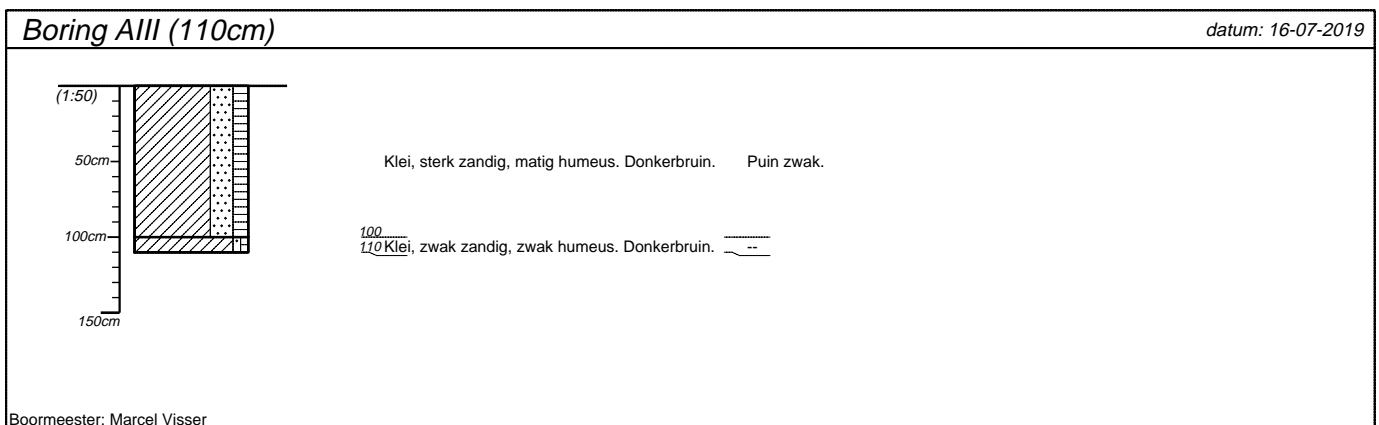 Boring AIII (110cm)
datum: 16-07-2019
(1:50)
50cm
Klei, sterk zandig, matig humeus. Donkerbruin. Puin zwak.
100cm
100
110 Klei, zwak zandig, zwak humeus. Donkerbruin. --
150cm
Boormeester: Marcel Visser